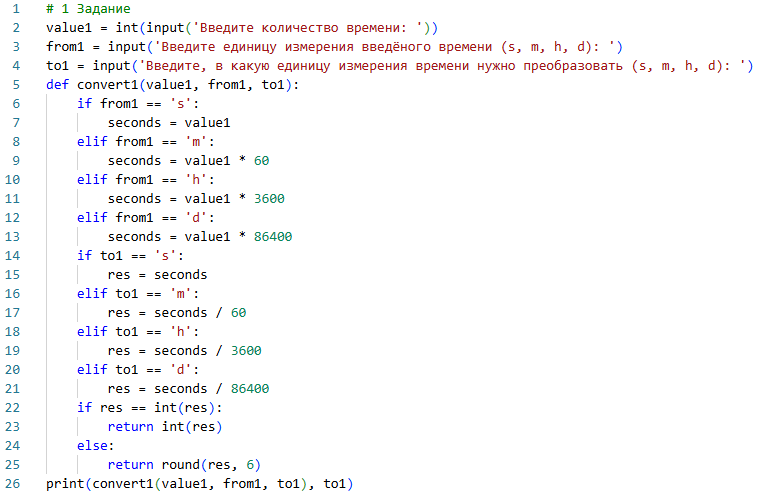 1 # 1 Задание
2 value1 = int(input('Введите количество времени: '))
3 from1 = input('Введите единицу измерения введёного времени (s, m, h, d): ')
4 to1 = input('Введите, в какую единицу измерения времени нужно преобразовать (s, m, h, d): ')
5 def convert1(value1, from1, to1):
6     if from1 == 's':
7         seconds = value1
8     elif from1 == 'm':
9         seconds = value1 * 60
10     elif from1 == 'h':
11         seconds = value1 * 3600
12     elif from1 == 'd':
13         seconds = value1 * 86400
14     if to1 == 's':
15         res = seconds
16     elif to1 == 'm':
17         res = seconds / 60
18     elif to1 == 'h':
19         res = seconds / 3600
20     elif to1 == 'd':
21         res = seconds / 86400
22     if res == int(res):
23         return int(res)
24     else:
25         return round(res, 6)
26 print(convert1(value1, from1, to1), to1)